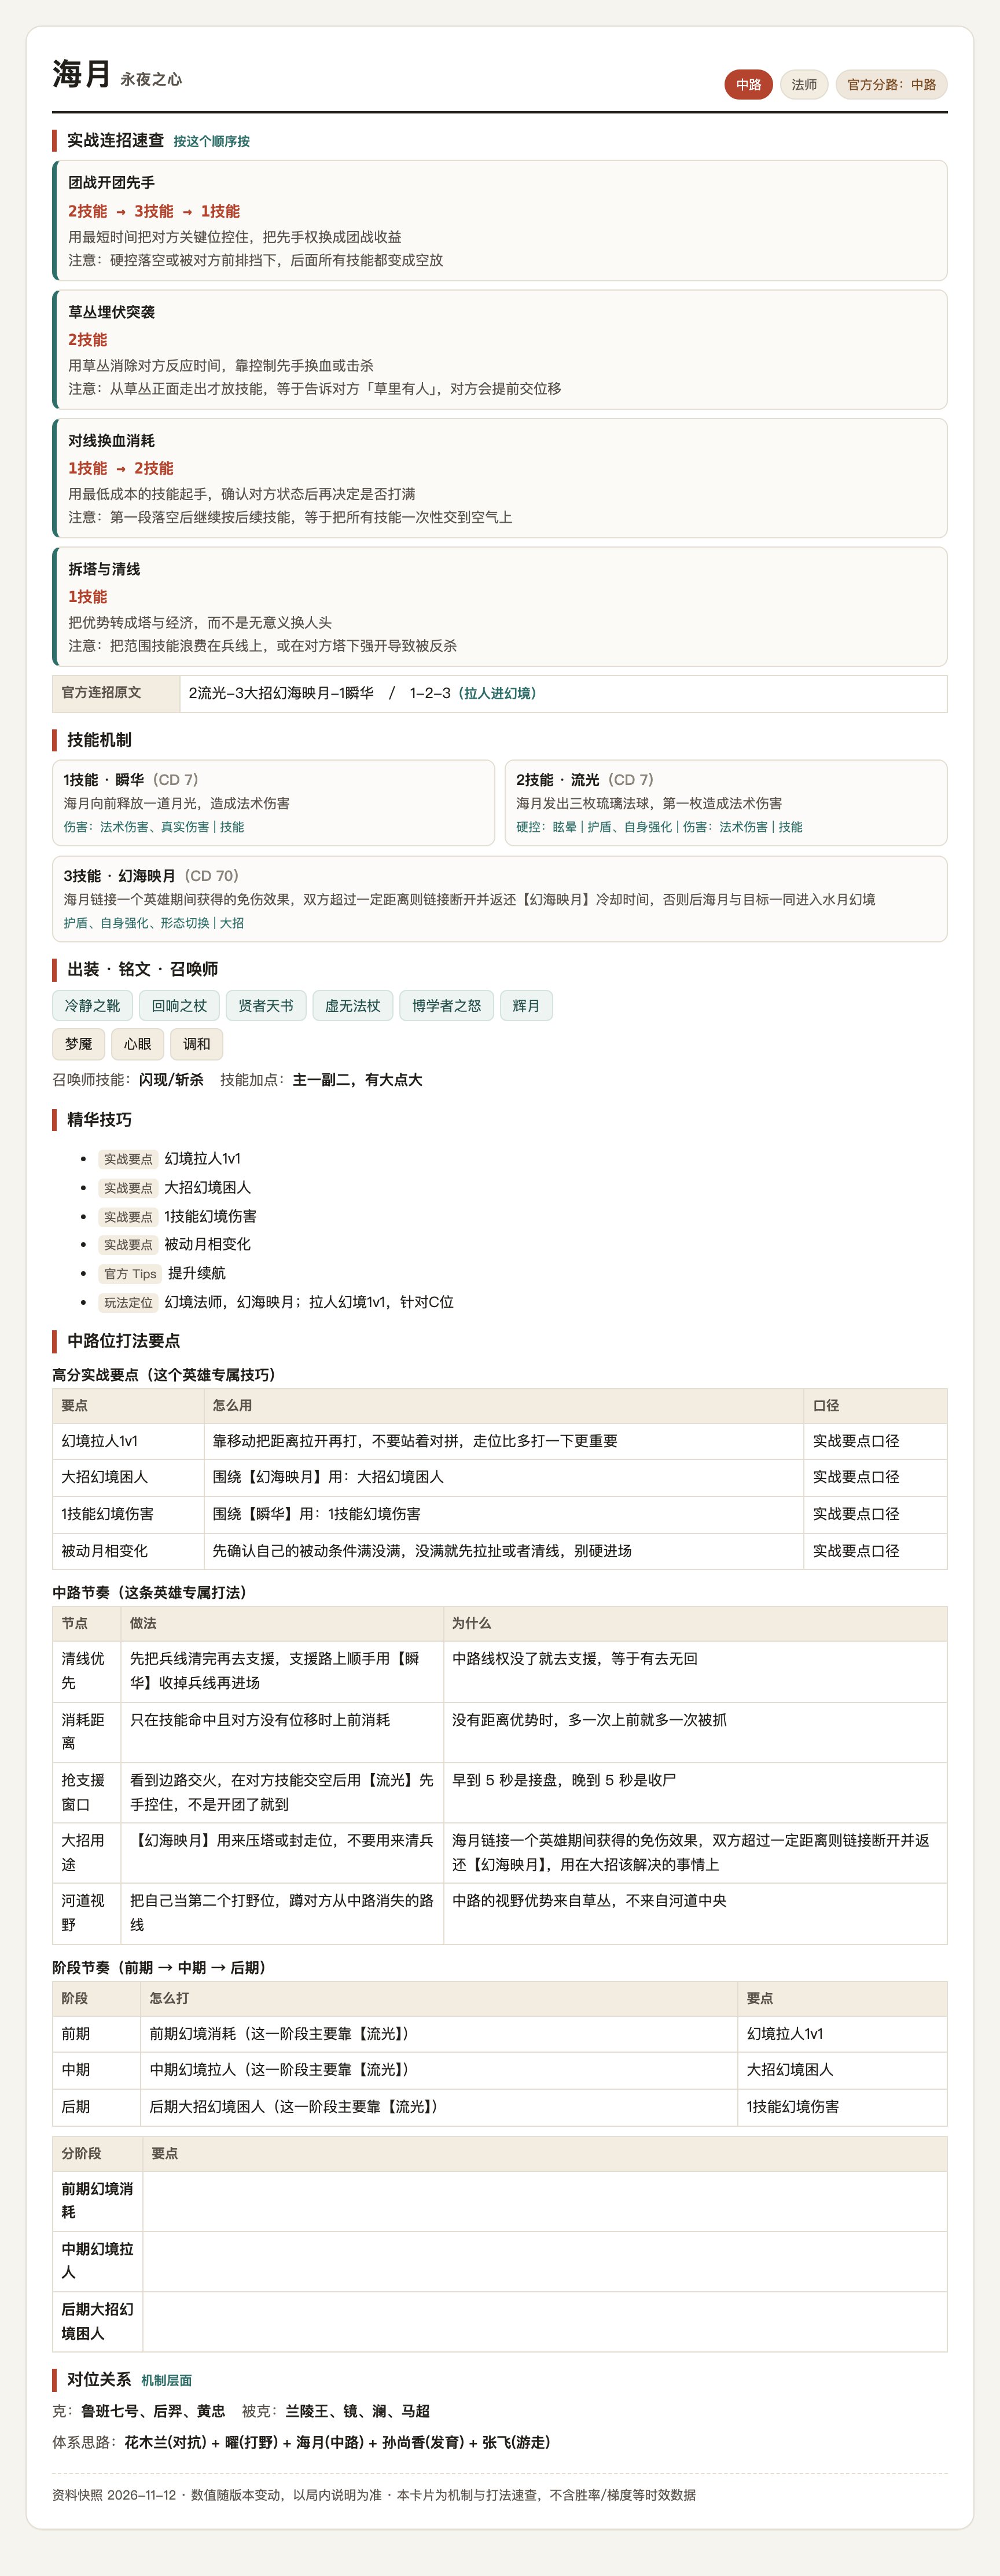 海月 永夜之心
中路 法师 官方分路：中路
实战连招速查 按这个顺序按
团战开团先手
2技能 → 3技能 → 1技能
用最短时间把对方关键位控住，把先手权换成团战收益
注意：硬控落空或被对方前排挡下，后面所有技能都变成空放
草丛埋伏突袭
2技能
用草丛消除对方反应时间，靠控制先手换血或击杀
注意：从草丛正面走出才放技能，等于告诉对方「草里有人」，对方会提前交位移
对线换血消耗
1技能 → 2技能
用最低成本的技能起手，确认对方状态后再决定是否打满
注意：第一段落空后继续按后续技能，等于把所有技能一次性交到空气上
拆塔与清线
1技能
把优势转成塔与经济，而不是无意义换人头
注意：把范围技能浪费在兵线上，或在对方塔下强开导致被反杀
官方连招原文 2流光-3大招幻海映月-1瞬华 / 1-2-3（拉人进幻境）
技能机制
1技能 · 瞬华（CD 7）
海月向前释放一道月光，造成法术伤害
伤害：法术伤害、真实伤害 | 技能
2技能 · 流光（CD 7）
海月发出三枚琉璃法球，第一枚造成法术伤害
硬控：眩晕 | 护盾、自身强化 | 伤害：法术伤害 | 技能
3技能 · 幻海映月（CD 70）
海月链接一个英雄期间获得的免伤效果，双方超过一定距离则链接断开并返还【幻海映月】冷却时间，否则后海月与目标一同进入水月幻境
护盾、自身强化、形态切换 | 大招
出装 · 铭文 · 召唤师
冷静之靴 回响之杖 贤者天书 虚无法杖 博学者之怒 辉月
梦魇 心眼 调和
召唤师技能：闪现/斩杀 技能加点：主一副二，有大点大
精华技巧
• 实战要点 幻境拉人1v1
• 实战要点 大招幻境困人
• 实战要点 1技能幻境伤害
• 实战要点 被动月相变化
• 官方 Tips 提升续航
• 玩法定位 幻境法师，幻海映月；拉人幻境1v1，针对C位
中路位打法要点
高分实战要点（这个英雄专属技巧）
要点 怎么用 口径
幻境拉人1v1 靠移动把距离拉开再打，不要站着对拼，走位比多打一下更重要 实战要点口径
大招幻境困人 围绕【幻海映月】用：大招幻境困人 实战要点口径
1技能幻境伤害 围绕【瞬华】用：1技能幻境伤害 实战要点口径
被动月相变化 先确认自己的被动条件满没满，没满就先拉扯或者清线，别硬进场 实战要点口径
中路节奏（这条英雄专属打法）
节点 做法 为什么
清线优
先
先把兵线清完再去支援，支援路上顺手用【瞬
华】收掉兵线再进场
中路线权没了就去支援，等于有去无回
消耗距
离
只在技能命中且对方没有位移时上前消耗
没有距离优势时，多一次上前就多一次被抓
抢支援
窗口
看到边路交火，在对方技能交空后用【流光】先
手控住，不是开团了就到
早到 5 秒是接盘，晚到 5 秒是收尸
大招用
途
【幻海映月】用来压塔或封走位，不要用来清兵
海月链接一个英雄期间获得的免伤效果，双方超过一定距离则链接断开并返
还【幻海映月】，用在大招该解决的事情上
河道视
野
把自己当第二个打野位，蹲对方从中路消失的路
线
中路的视野优势来自草丛，不来自河道中央
阶段节奏（前期 → 中期 → 后期）
阶段 怎么打 要点
前期 前期幻境消耗（这一阶段主要靠【流光】） 幻境拉人1v1
中期 中期幻境拉人（这一阶段主要靠【流光】） 大招幻境困人
后期 后期大招幻境困人（这一阶段主要靠【流光】） 1技能幻境伤害
分阶段 要点
前期幻境消
耗
中期幻境拉
人
后期大招幻
境困人
对位关系 机制层面
克：鲁班七号、后羿、黄忠 被克：兰陵王、镜、澜、马超
体系思路：花木兰(对抗) + 曜(打野) + 海月(中路) + 孙尚香(发育) + 张飞(游走)
资料快照 2026-11-12 · 数值随版本变动，以局内说明为准 · 本卡片为机制与打法速查，不含胜率/梯度等时效数据